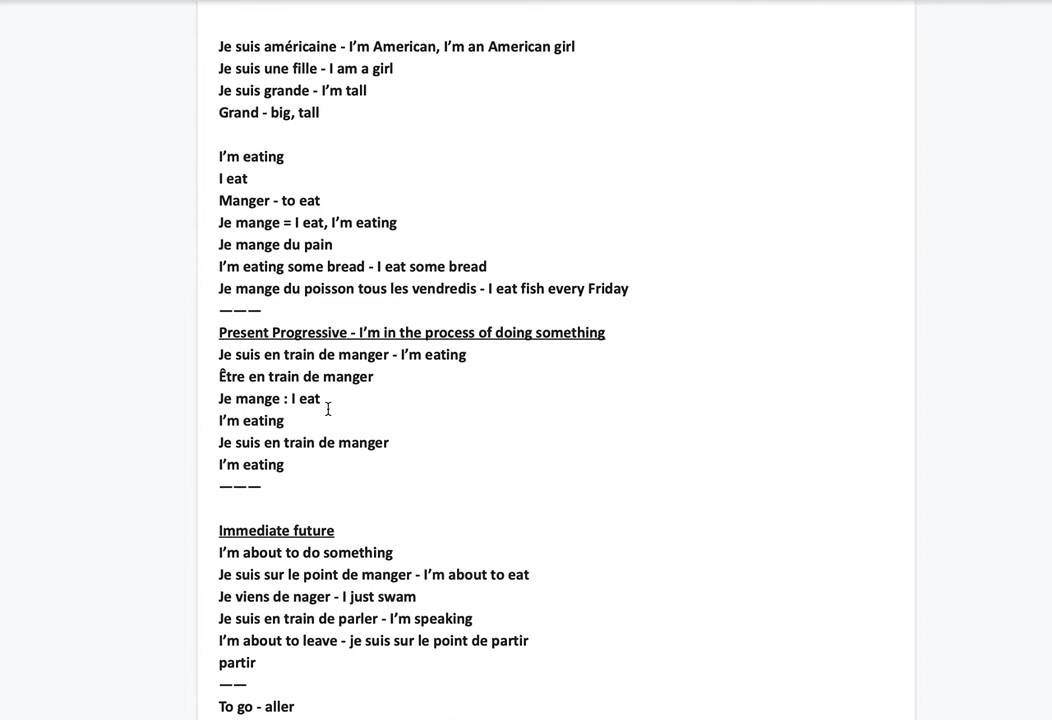 Je suis américaine - I’m American, I’m an American girl
Je suis une fille - I am a girl
Je suis grande - I’m tall
Grand - big, tall
I’m eating
I eat
Manger - to eat
Je mange = I eat, I’m eating
Je mange du pain
I’m eating some bread - I eat some bread
Je mange du poisson tous les vendredis - I eat fish every Friday
———
Present Progressive - I’m in the process of doing something
Je suis en train de manger - I’m eating
Être en train de manger
Je mange : I eat
I’m eating
Je suis en train de manger
I’m eating
———
Immediate future
I’m about to do something
Je suis sur le point de manger - I’m about to eat
Je viens de nager - I just swam
Je suis en train de parler - I’m speaking
I’m about to leave - je suis sur le point de partir
partir
——
To go - aller